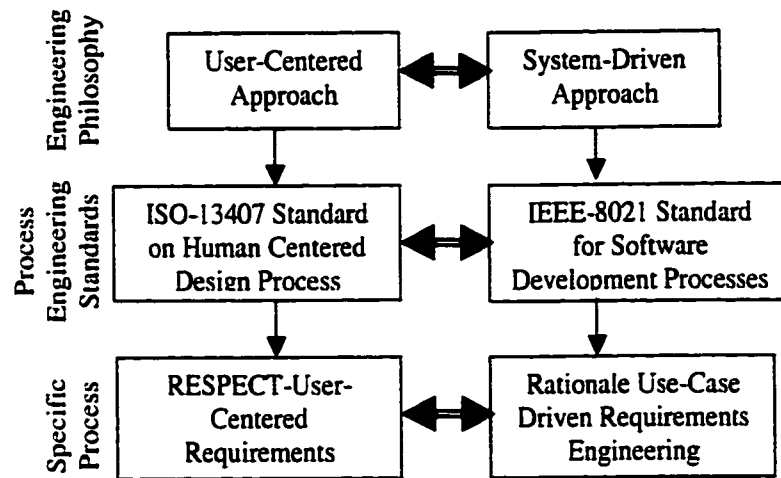 Engineering
Philosophy
User-Centered
Approach
System-Driven
Approach
Process
Engineering
Standards
ISO-13407 Standard
on Human Centered
Design Process
IEEE-8021 Standard
for Software
Development Processes
Specific
Process
RESPECT-User-
Centered
Requirements
Rationale Use-Case
Driven Requirements
Engineering